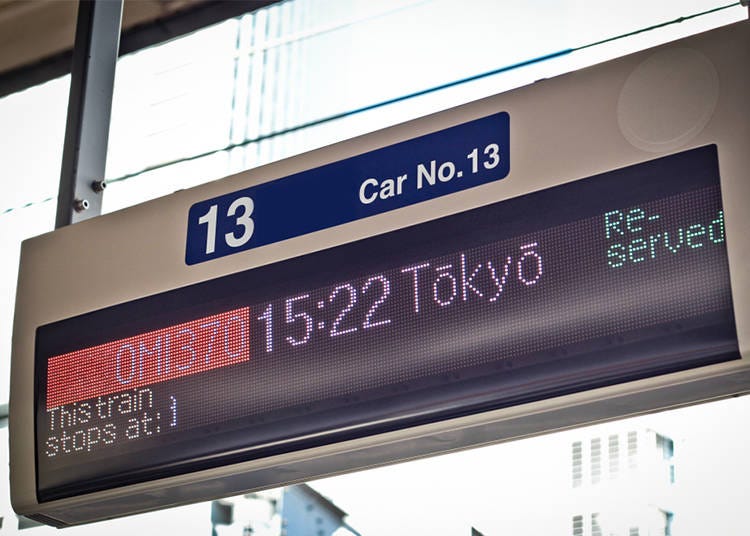 13 Car No.13
15:22 Tōkyō
Re-
served
This train
stops at: